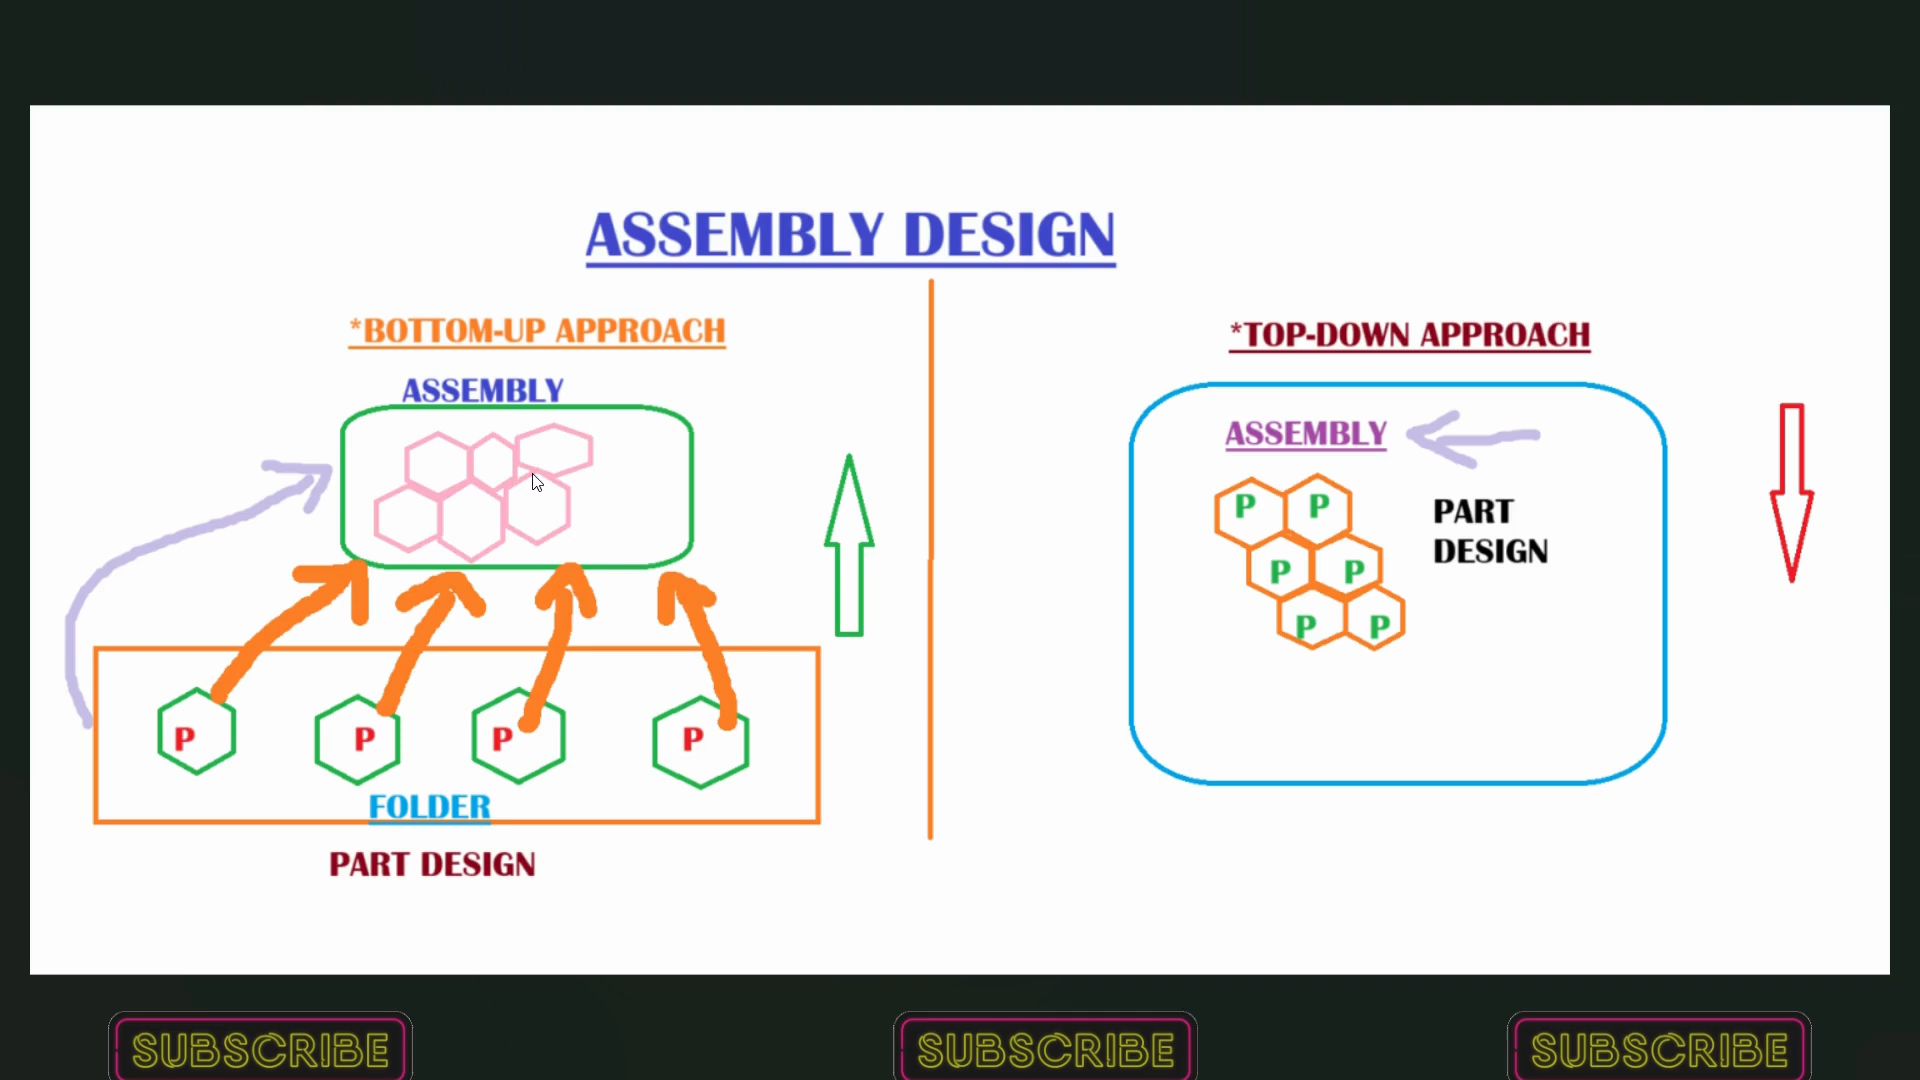 ASSEMBLY DESIGN
*BOTTOM-UP APPROACH
ASSEMBLY
P P P P
FOLDER
PART DESIGN
*TOP-DOWN APPROACH
ASSEMBLY
P P
P P
P P
PART
DESIGN
SUBSCRIBE SUBSCRIBE SUBSCRIBE